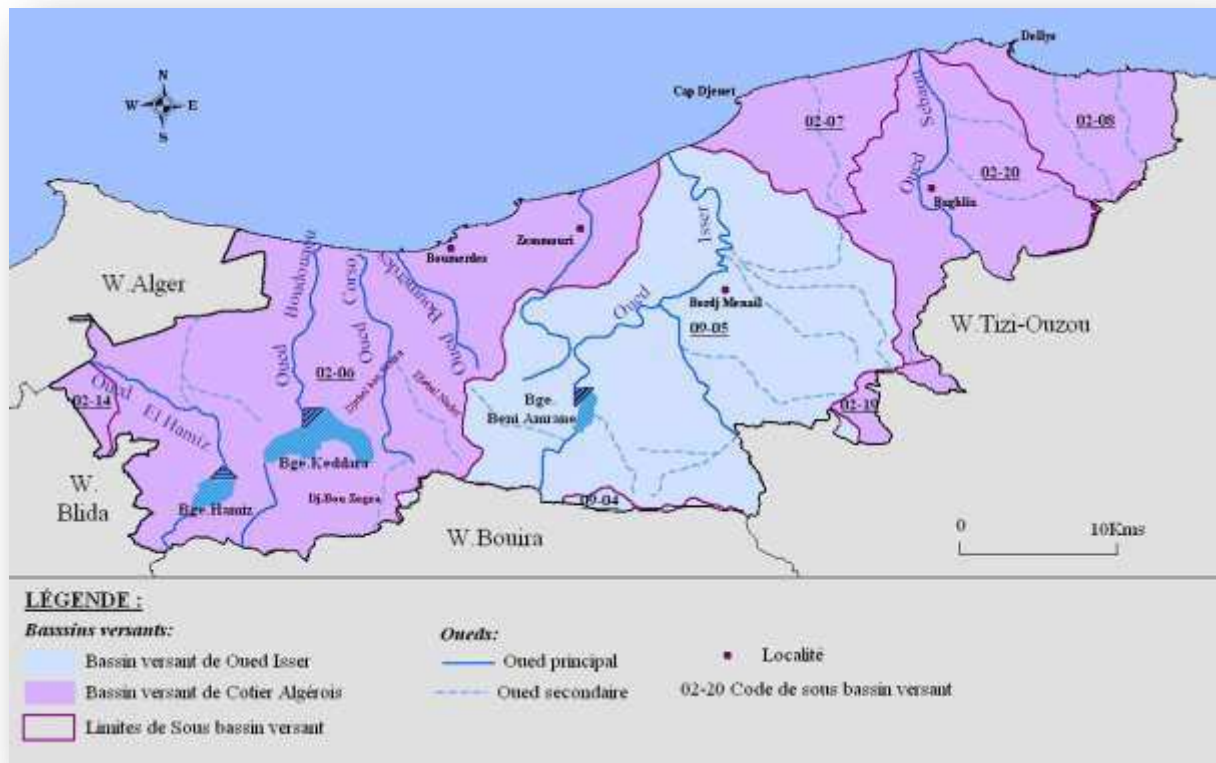 Dellys
N
W E
S
Cap Djenet
02-07
Sebaou
Oued
02-08
02-20
Baghlia
Isser
Zemmouri
Boumerdes
W.Alger
Boudouaou
Oued
Corso
Oued
Boumerdes
Oued
Oued
Bordj Menail
09-05
W.Tizi-Ouzou
02-06
02-14
Oued El Hamiz
Bge.
Beni Amrane
02-19
Bge.Keddara
Bge.Hamiz
Dj.Bou Zegza
09-04
W.
Blida
W.Bouira
0 10Kms
LÉGENDE :
Basssins versants:
Bassin versant de Oued Isser
Bassin versant de Cotier Algérois
Limites de Sous bassin versant
Oueds:
Oued principal
Oued secondaire
Localité
02-20 Code de sous bassin versant